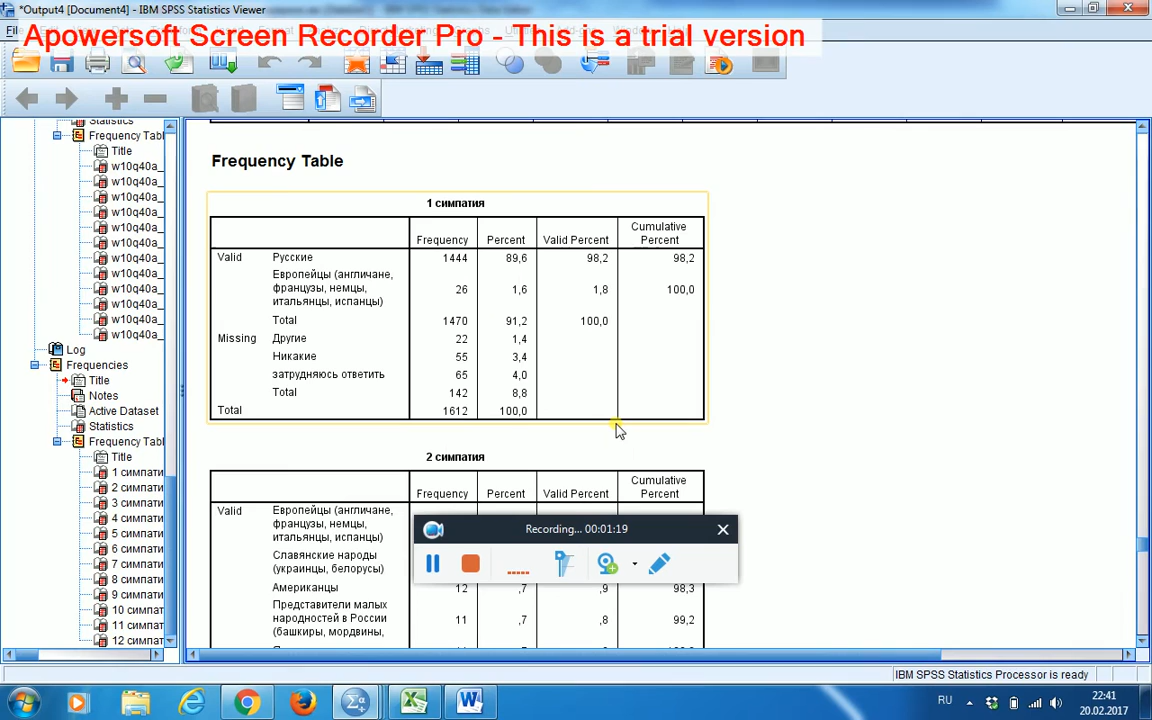 *Output4 [Document4] - IBM SPSS Statistics Viewer
Apowersoft Screen Recorder Pro - This is a trial version
Statistics
Frequency Tabl
Title
w10q40a_
w10q40a_
w10q40a_
w10q40a_
w10q40a_
w10q40a_
w10q40a_
w10q40a_
w10q40a_
w10q40a_
w10q40a_
w10q40a_
Log
Frequencies
Title
Notes
Active Dataset
Statistics
Frequency Tabl
Title
1 симпати
2 симпати
3 симпати
4 симпати
5 симпати
6 симпати
7 симпати
8 симпати
9 симпати
10 симпат
11 симпат
12 симпат
Frequency Table
1 симпатия
Frequency Percent Valid Percent Cumulative Percent
Valid Русские 1444 89,6 98,2 98,2
Европейцы (англичане,
французы, немцы, 26 1,6 1,8 100,0
итальянцы, испанцы)
Total 1470 91,2 100,0
Missing Другие 22 1,4
Никакие 55 3,4
затрудняюсь ответить 65 4,0
Total 142 8,8
Total 1612 100,0
2 симпатия
Frequency Percent Valid Percent Cumulative Percent
Valid Европейцы (англичане,
французы, немцы,
итальянцы, испанцы)
Славянские народы
(украинцы, белорусы)
Американцы 12 ,7 ,9 98,3
Представители малых
народностей в России 11 ,7 ,8 99,2
(башкиры, мордвины,
Recording... 00:01:19
IBM SPSS Statistics Processor is ready
RU
22:41
20.02.2017